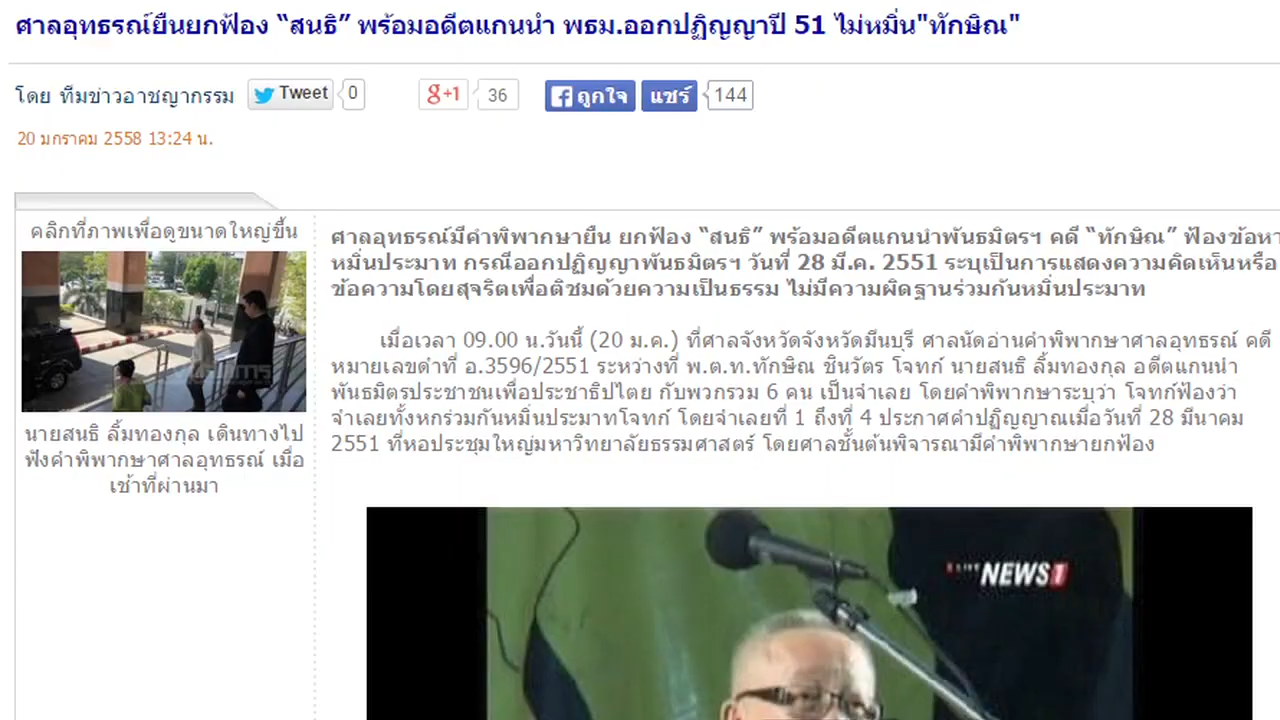 ศาลอุทธรณ์ยืนยกฟ้อง “สนธิ” พร้อมอดีตแกนนำ พธม.ออกปฏิญญาปี 51 ไม่หมิ่น"ทักษิณ"
โดย ทีมข่าวอาชญากรรม Tweet 0 g+1 36 ถูกใจ แชร์ 144
20 มกราคม 2558 13:24 น.
คลิกที่ภาพเพื่อดูขนาดใหญ่ขึ้น
นายสนธิ ลิ้มทองกุล เดินทางไป
ฟังคำพิพากษาศาลอุทธรณ์ เมื่อ
เช้าที่ผ่านมา
ศาลอุทธรณ์มีคำพิพากษายืน ยกฟ้อง “สนธิ” พร้อมอดีตแกนนำพันธมิตรฯ คดี “ทักษิณ” ฟ้องข้อหา
หมิ่นประมาท กรณีออกปฏิญญาพันธมิตรฯ วันที่ 28 มี.ค. 2551 ระบุเป็นการแสดงความคิดเห็นหรือ
ข้อความโดยสุจริตเพื่อติชมด้วยความเป็นธรรม ไม่มีความผิดฐานร่วมกันหมิ่นประมาท
เมื่อเวลา 09.00 น.วันนี้ (20 ม.ค.) ที่ศาลจังหวัดจังหวัดมีนบุรี ศาลนัดอ่านคำพิพากษาศาลอุทธรณ์ คดี
หมายเลขดำที่ อ.3596/2551 ระหว่างที่ พ.ต.ท.ทักษิณ ชินวัตร โจทก์ นายสนธิ ลิ้มทองกุล อดีตแกนนำ
พันธมิตรประชาชนเพื่อประชาธิปไตย กับพวกรวม 6 คน เป็นจำเลย โดยคำพิพากษาระบุว่า โจทก์ฟ้องว่า
จำเลยทั้งหกร่วมกันหมิ่นประมาทโจทก์ โดยจำเลยที่ 1 ถึงที่ 4 ประกาศคำปฏิญญาณเมื่อวันที่ 28 มีนาคม
2551 ที่หอประชุมใหญ่มหาวิทยาลัยธรรมศาสตร์ โดยศาลชั้นต้นพิจารณามีคำพิพากษายกฟ้อง
LIVE NEWS1